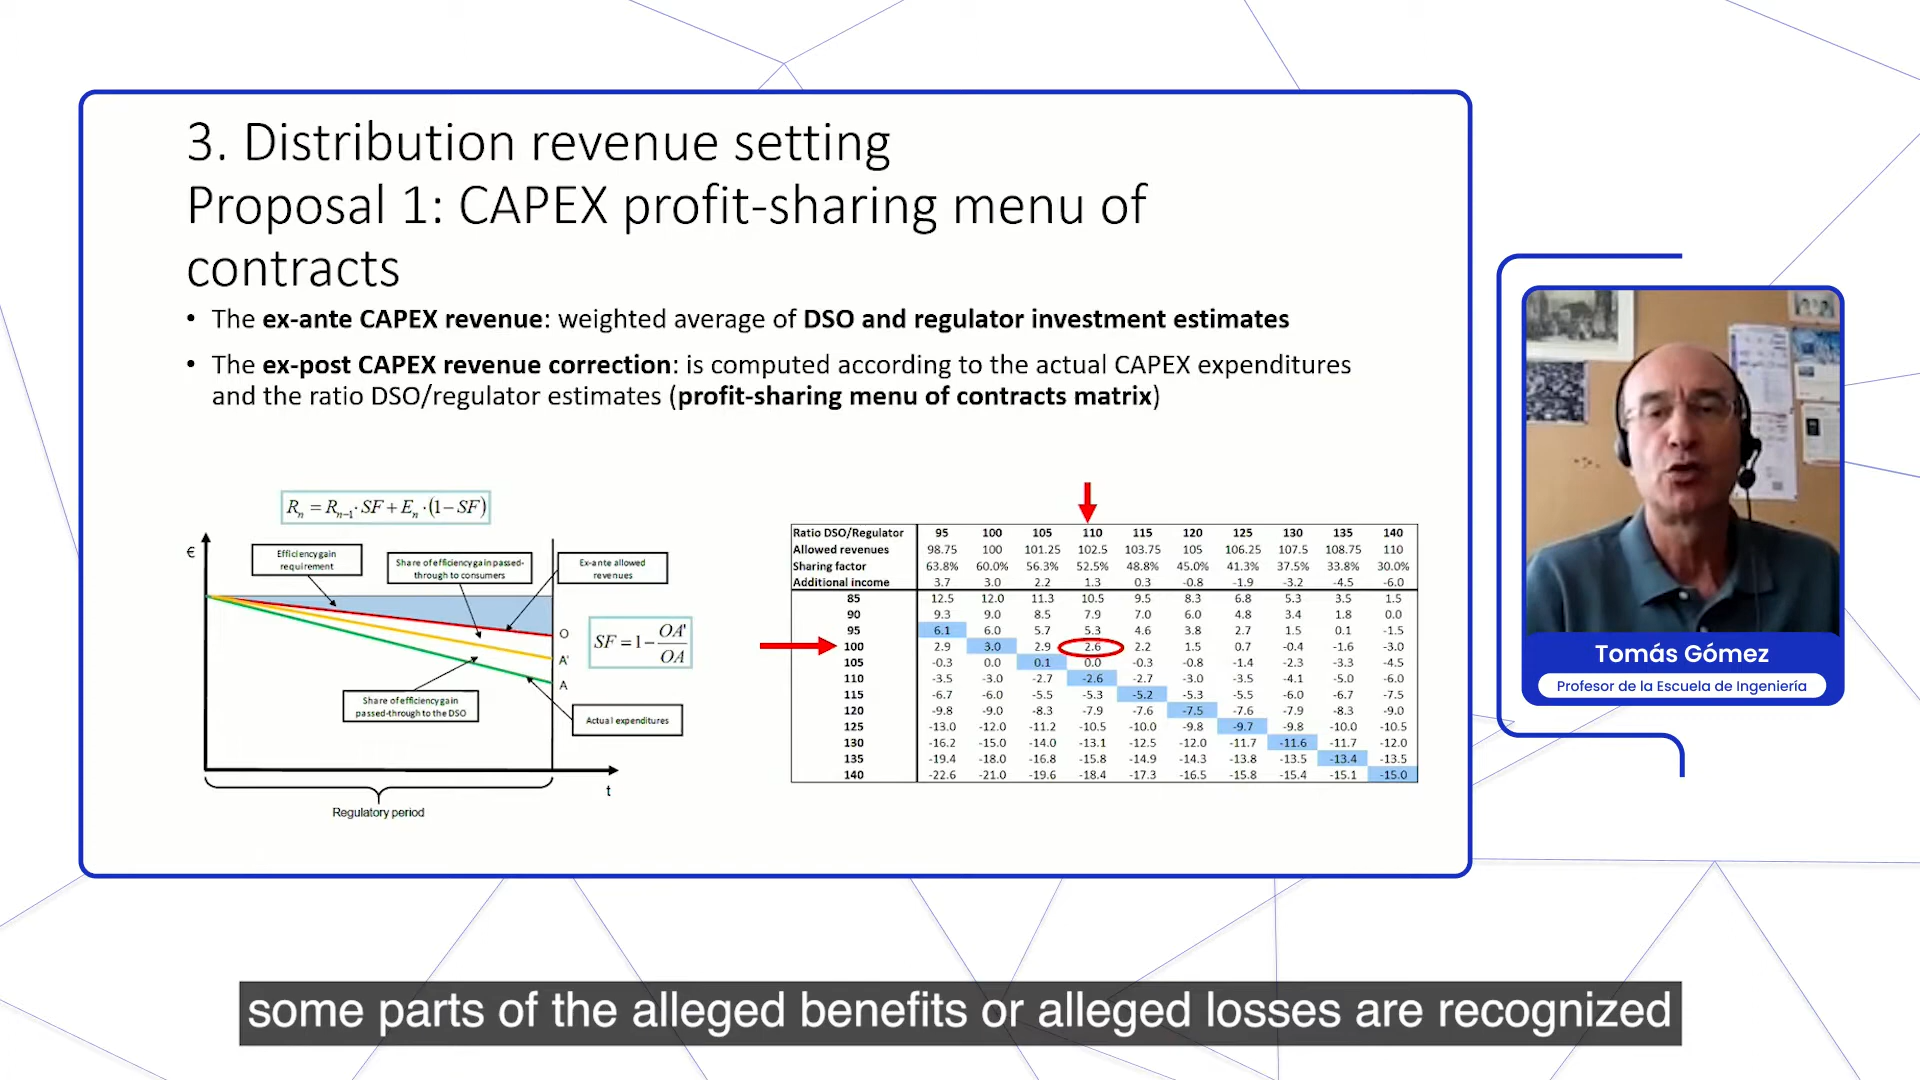 3. Distribution revenue setting
Proposal 1: CAPEX profit-sharing menu of
contracts
• The ex-ante CAPEX revenue: weighted average of DSO and regulator investment estimates
• The ex-post CAPEX revenue correction: is computed according to the actual CAPEX expenditures
and the ratio DSO/regulator estimates (profit-sharing menu of contracts matrix)
Rn = Rn−1·SF + En·(1−SF)
€
Efficiency gain
requirement
Share of efficiency gain passed-
through to consumers
Ex-ante allowed
revenues
O
A'
A
SF = 1 − OA'/OA
Share of efficiency gain
passed-through to the DSO
Actual expenditures
t
Regulatory period
Ratio DSO/Regulator 95 100 105 110 115 120 125 130 135 140
Allowed revenues 98.75 100 101.25 102.5 103.75 105 106.25 107.5 108.75 110
Sharing factor 63.8% 60.0% 56.3% 52.5% 48.8% 45.0% 41.3% 37.5% 33.8% 30.0%
Additional income 3.7 3.0 2.2 1.3 0.3 -0.8 -1.9 -3.2 -4.5 -6.0
85 12.5 12.0 11.3 10.5 9.5 8.3 6.8 5.3 3.5 1.5
90 9.3 9.0 8.5 7.9 7.0 6.0 4.8 3.4 1.8 0.0
95 6.1 6.0 5.7 5.3 4.6 3.8 2.7 1.5 0.1 -1.5
100 2.9 3.0 2.9 2.6 2.2 1.5 0.7 -0.4 -1.6 -3.0
105 -0.3 0.0 0.1 0.0 -0.3 -0.8 -1.4 -2.3 -3.3 -4.5
110 -3.5 -3.0 -2.7 -2.6 -2.7 -3.0 -3.5 -4.1 -5.0 -6.0
115 -6.7 -6.0 -5.5 -5.3 -5.2 -5.3 -5.5 -6.0 -6.7 -7.5
120 -9.8 -9.0 -8.3 -7.9 -7.6 -7.5 -7.6 -7.9 -8.3 -9.0
125 -13.0 -12.0 -11.2 -10.5 -10.0 -9.8 -9.7 -9.8 -10.0 -10.5
130 -16.2 -15.0 -14.0 -13.1 -12.5 -12.0 -11.7 -11.6 -11.7 -12.0
135 -19.4 -18.0 -16.8 -15.8 -14.9 -14.3 -13.8 -13.5 -13.4 -13.5
140 -22.6 -21.0 -19.6 -18.4 -17.3 -16.5 -15.8 -15.4 -15.1 -15.0
Tomás Gómez
Profesor de la Escuela de Ingeniería
some parts of the alleged benefits or alleged losses are recognized